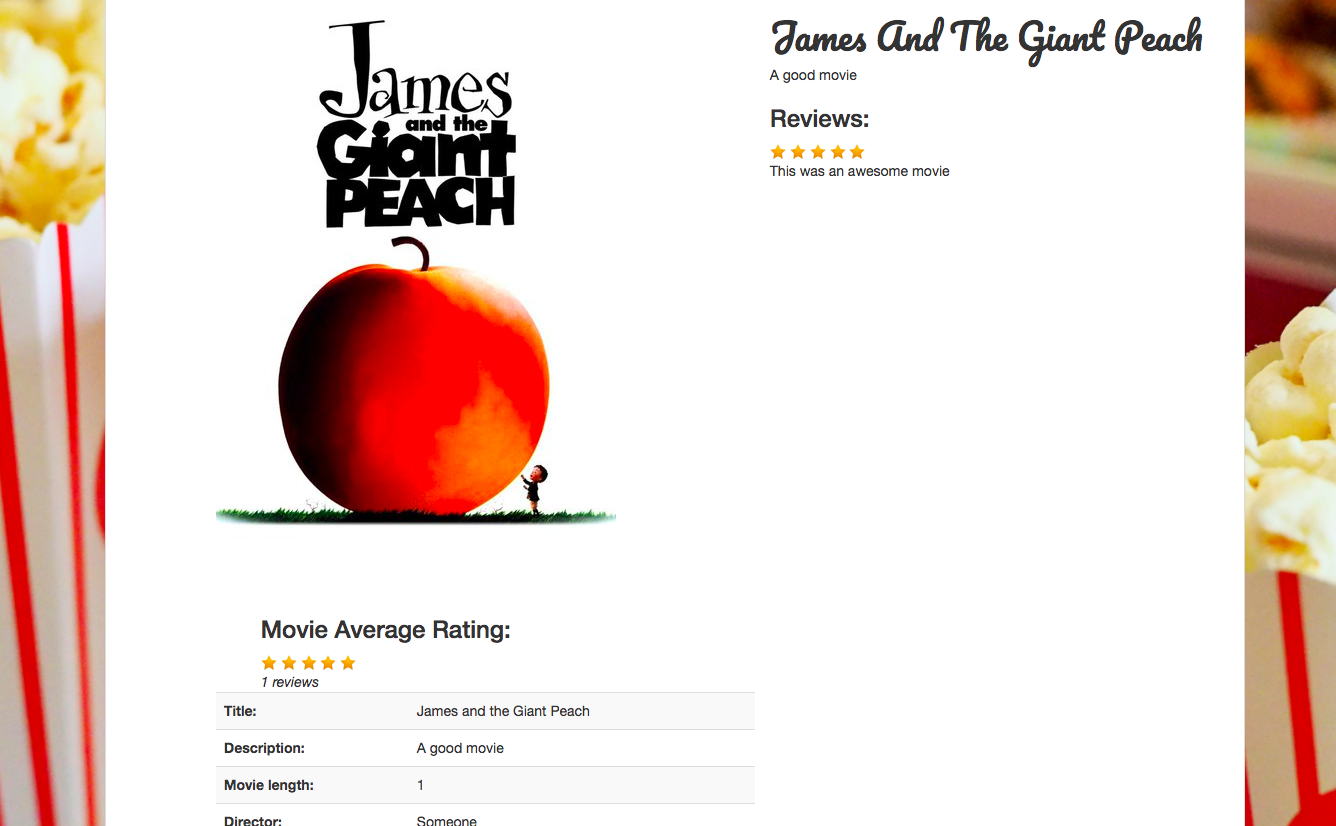 James
and the
Giant
PEACH
Movie Average Rating:
1 reviews
Title: James and the Giant Peach
Description: A good movie
Movie length: 1
Director: Someone
James And The Giant Peach
A good movie
Reviews:
This was an awesome movie